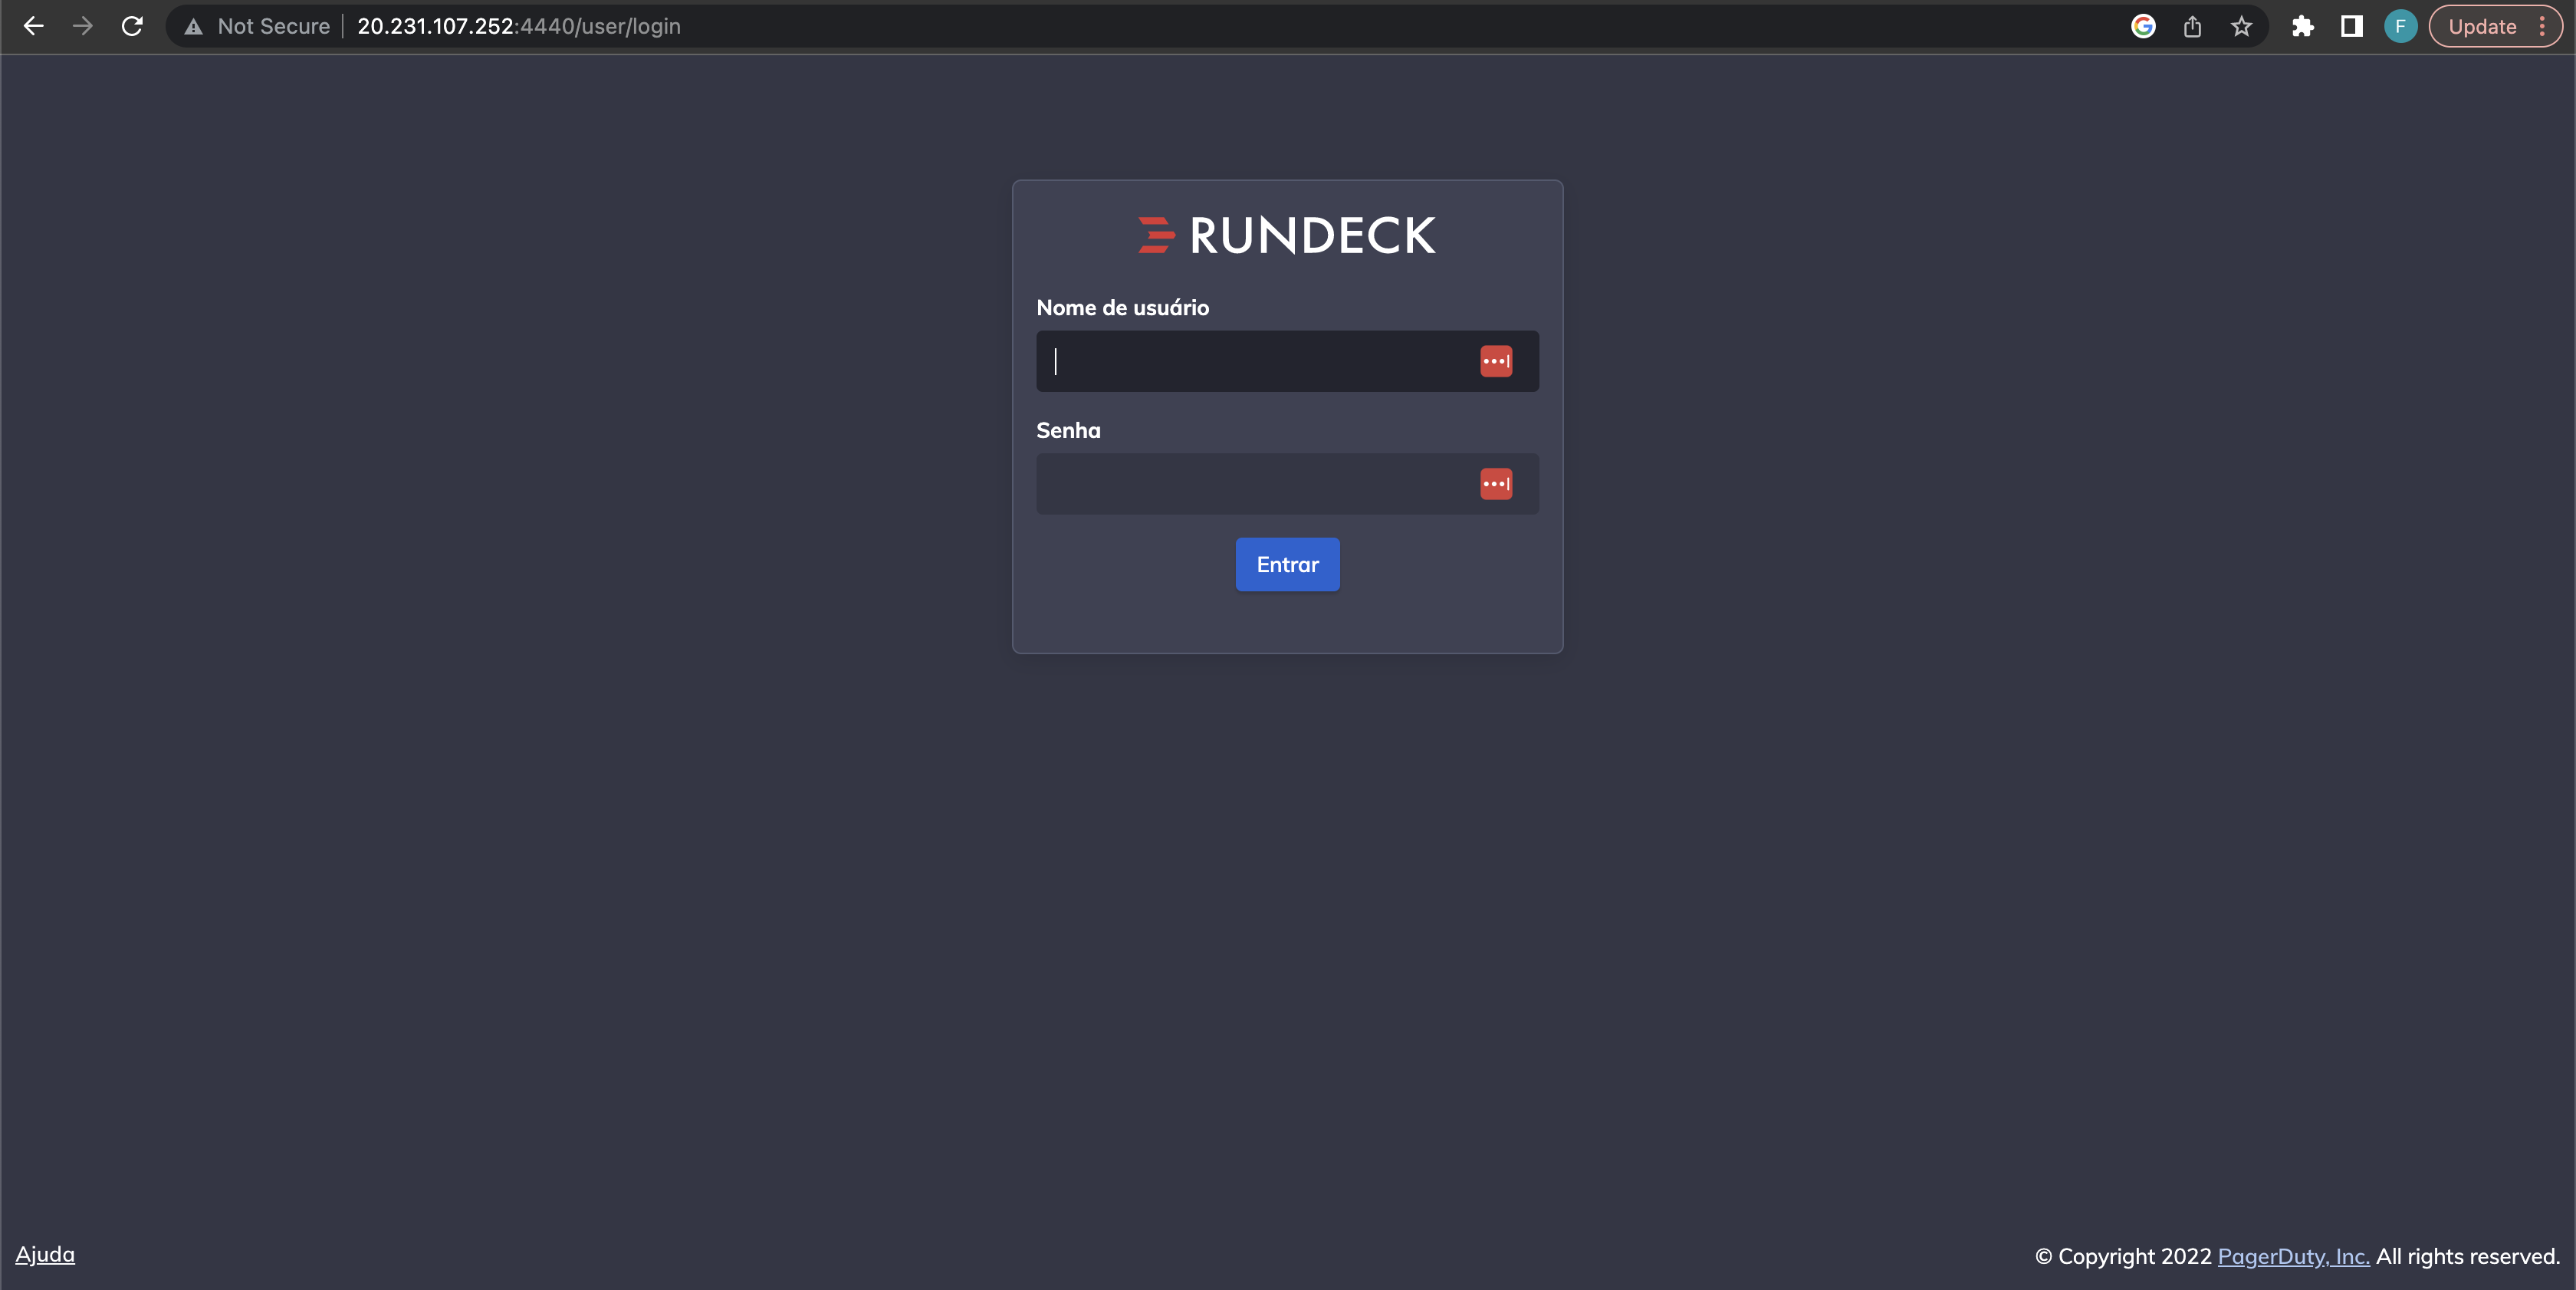 Not Secure | 20.231.107.252:4440/user/login
F
Update
RUNDECK
Nome de usuário
Senha
Entrar
Ajuda
© Copyright 2022 PagerDuty, Inc. All rights reserved.